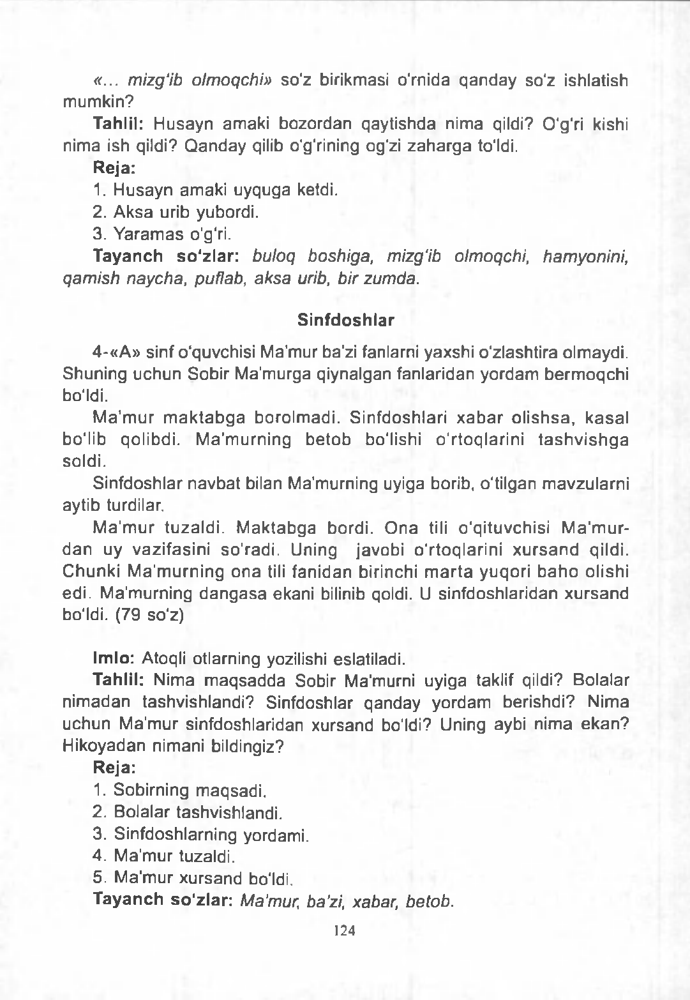 «... mizg'ib olmoqchi» so'z birikmasi o'rnida qanday so'z ishlatish
mumkin?
Tahlil: Husayn amaki bozordan qaytishda nima qildi? O'g'ri kishi
nima ish qildi? Qanday qilib o'g'rining og'zi zaharga to'ldi.
Reja:
1. Husayn amaki uyquga ketdi.
2. Aksa urib yubordi.
3. Yaramas o'g'ri.
Tayanch so'zlar: buloq boshiga, mizg'ib olmoqchi, hamyonini,
qamish naycha, puflab, aksa urib, bir zumda.
Sinfdoshlar
4-«A» sinf o'quvchisi Ma'mur ba'zi fanlarni yaxshi o'zlashtira olmaydi.
Shuning uchun Sobir Ma'murga qiynalgan fanlaridan yordam bermoqchi
bo'ldi.
Ma'mur maktabga borolmadi. Sinfdoshlari xabar olishsa, kasal
bo'lib qolibdi. Ma'murning betob bo'lishi o'rtoqlarini tashvishga
soldi.
Sinfdoshlar navbat bilan Ma'murning uyiga borib, o'tilgan mavzularni
aytib turdilar.
Ma'mur tuzaldi. Maktabga bordi. Ona tili o'qituvchisi Ma'mur-
dan uy vazifasini so'radi. Uning javobi o'rtoqlarini xursand qildi.
Chunki Ma'murning ona tili fanidan birinchi marta yuqori baho olishi
edi. Ma'murning dangasa ekani bilinib qoldi. U sinfdoshlaridan xursand
bo'ldi. (79 so'z)
Imlo: Atoqli otlarning yozilishi eslatiladi.
Tahlil: Nima maqsadda Sobir Ma'murni uyiga taklif qildi? Bolalar
nimadan tashvishlandi? Sinfdoshlar qanday yordam berishdi? Nima
uchun Ma'mur sinfdoshlaridan xursand bo'ldi? Uning aybi nima ekan?
Hikoyadan nimani bildingiz?
Reja:
1. Sobirning maqsadi.
2. Bolalar tashvishlandi.
3. Sinfdoshlarning yordami.
4. Ma'mur tuzaldi.
5. Ma'mur xursand bo'ldi.
Tayanch so'zlar: Ma'mur, ba'zi, xabar, betob.
124